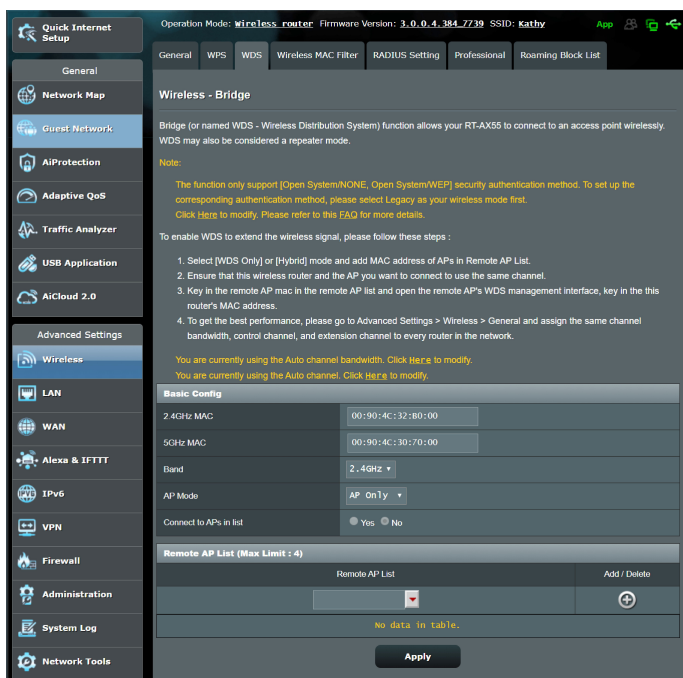 Quick Internet
Setup
Operation Mode: Wireless router Firmware Version: 3.0.0.4.384_7739 SSID: Kathy
App
General WPS WDS Wireless MAC Filter RADIUS Setting Professional Roaming Block List
General
Network Map
Guest Network
AiProtection
Adaptive QoS
Traffic Analyzer
USB Application
AiCloud 2.0
Advanced Settings
Wireless
LAN
WAN
Alexa & IFTTT
IPv6
VPN
Firewall
Administration
System Log
Network Tools
Wireless - Bridge
Bridge (or named WDS - Wireless Distribution System) function allows your RT-AX55 to connect to an access point wirelessly.
WDS may also be considered a repeater mode.
Note:
The function only support [Open System/NONE, Open System/WEP] security authentication method. To set up the
corresponding authentication method, please select Legacy as your wireless mode first.
Click Here to modify. Please refer to this FAQ for more details.
To enable WDS to extend the wireless signal, please follow these steps :
1. Select [WDS Only] or [Hybrid] mode and add MAC address of APs in Remote AP List.
2. Ensure that this wireless router and the AP you want to connect to use the same channel.
3. Key in the remote AP mac in the remote AP list and open the remote AP's WDS management interface, key in the this
router's MAC address.
4. To get the best performance, please go to Advanced Settings > Wireless > General and assign the same channel
bandwidth, control channel, and extension channel to every router in the network.
You are currently using the Auto channel bandwidth. Click Here to modify.
You are currently using the Auto channel. Click Here to modify.
Basic Config
2.4GHz MAC 00:90:4C:32:B0:00
5GHz MAC 00:90:4C:30:70:00
Band 2.4GHz
AP Mode AP Only
Connect to APs in list Yes No
Remote AP List (Max Limit : 4)
Remote AP List Add / Delete
No data in table.
Apply